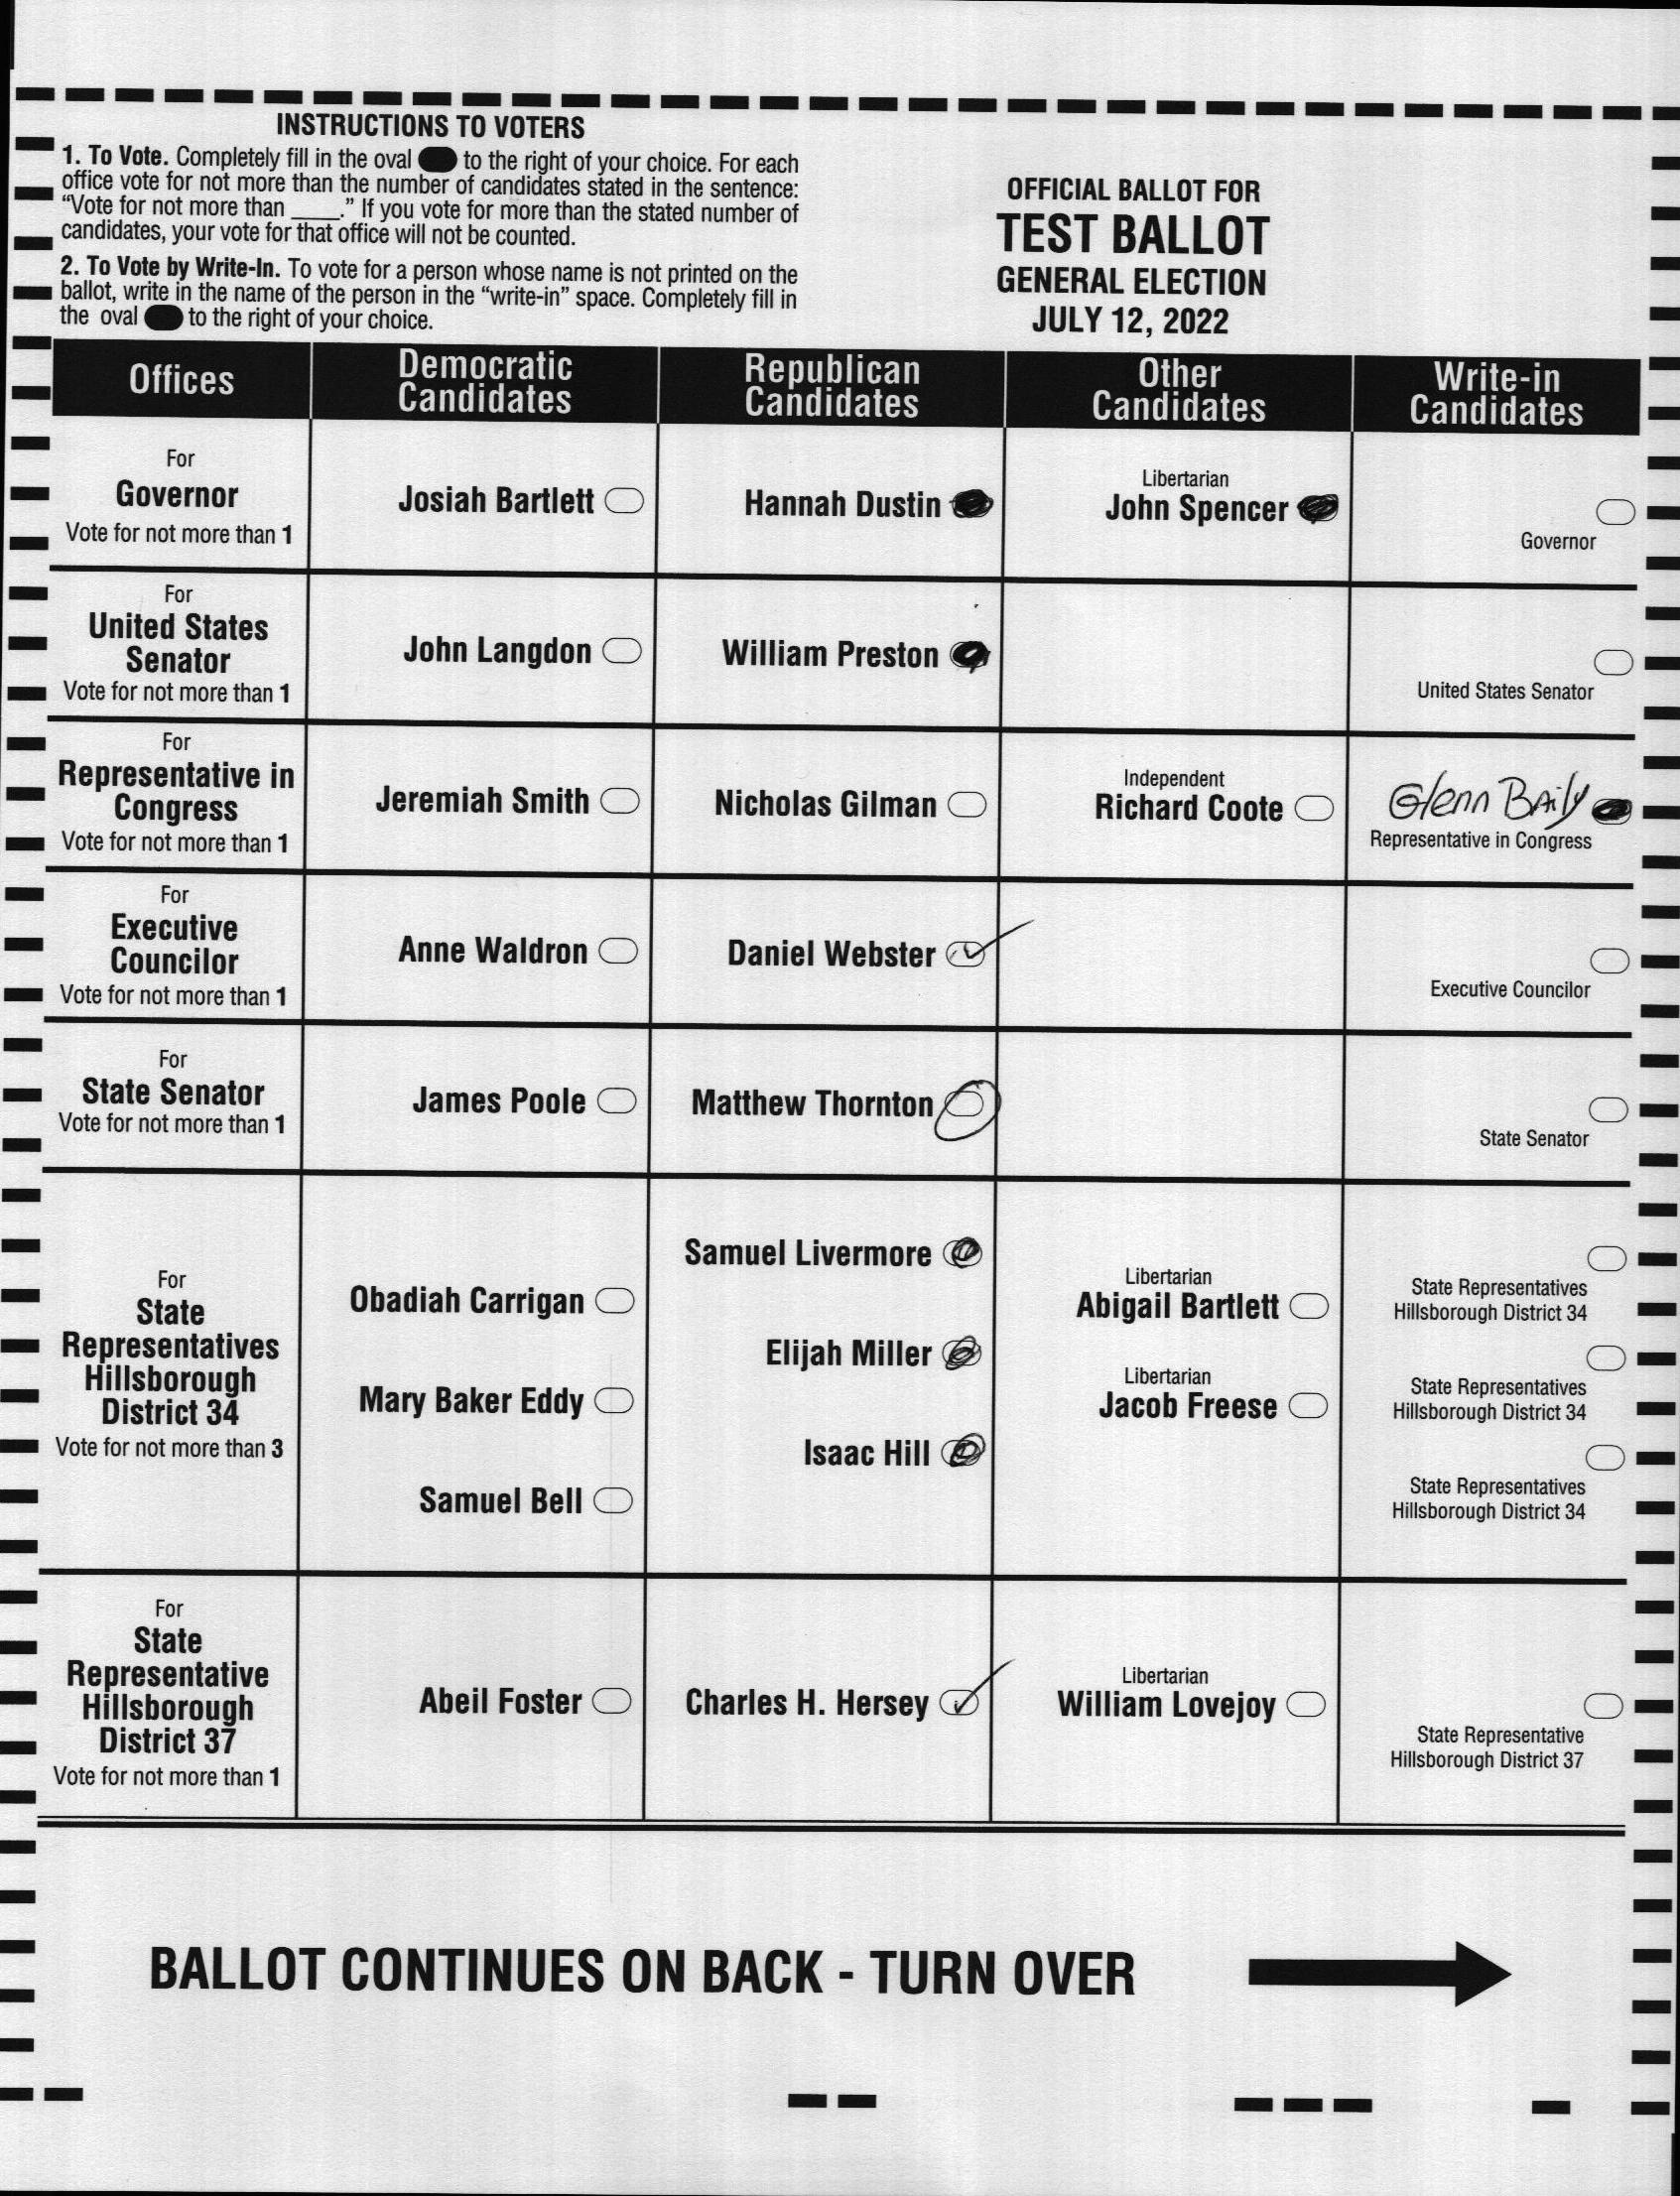 INSTRUCTIONS TO VOTERS
1. To Vote. Completely fill in the oval to the right of your choice. For each
office vote for not more than the number of candidates stated in the sentence:
“Vote for not more than ____.” If you vote for more than the stated number of
candidates, your vote for that office will not be counted.
2. To Vote by Write-In. To vote for a person whose name is not printed on the
ballot, write in the name of the person in the “write-in” space. Completely fill in
the oval to the right of your choice.
OFFICIAL BALLOT FOR
TEST BALLOT
GENERAL ELECTION
JULY 12, 2022
Offices
Democratic
Candidates
Republican
Candidates
Other
Candidates
Write-in
Candidates
For
Governor
Vote for not more than 1
Josiah Bartlett
Hannah Dustin
Libertarian
John Spencer
Governor
For
United States
Senator
Vote for not more than 1
John Langdon
William Preston
United States Senator
For
Representative in
Congress
Vote for not more than 1
Jeremiah Smith
Nicholas Gilman
Independent
Richard Coote
Glenn Baily
Representative in Congress
For
Executive
Councilor
Vote for not more than 1
Anne Waldron
Daniel Webster
Executive Councilor
For
State Senator
Vote for not more than 1
James Poole
Matthew Thornton
State Senator
For
State
Representatives
Hillsborough
District 34
Vote for not more than 3
Obadiah Carrigan
Mary Baker Eddy
Samuel Bell
Samuel Livermore
Elijah Miller
Isaac Hill
Libertarian
Abigail Bartlett
Libertarian
Jacob Freese
State Representatives
Hillsborough District 34
State Representatives
Hillsborough District 34
State Representatives
Hillsborough District 34
For
State
Representative
Hillsborough
District 37
Vote for not more than 1
Abeil Foster
Charles H. Hersey
Libertarian
William Lovejoy
State Representative
Hillsborough District 37
BALLOT CONTINUES ON BACK - TURN OVER